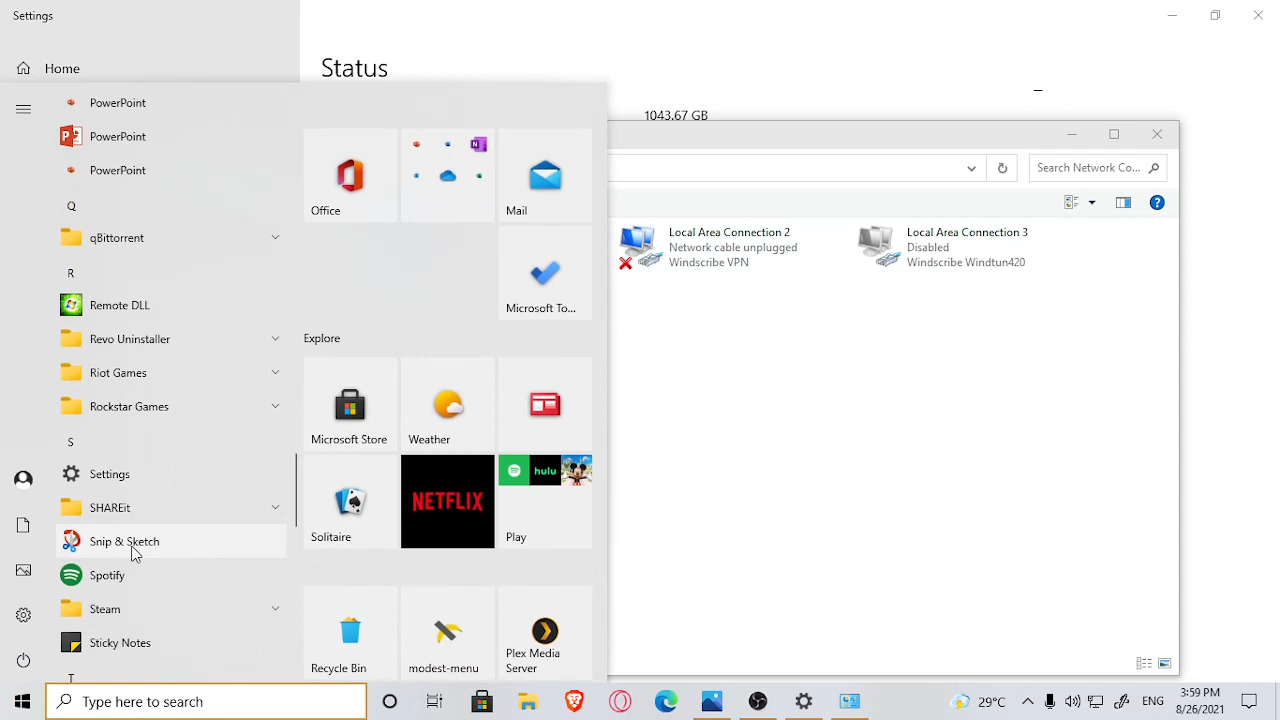 Settings
Home
Status
1043.67 GB
PowerPoint
PowerPoint
PowerPoint
Q
qBittorrent
R
Remote DLL
Revo Uninstaller
Riot Games
Rockstar Games
S
Settings
SHAREit
Snip & Sketch
Spotify
Steam
Sticky Notes
Office
Mail
Microsoft To...
Explore
Microsoft Store
Weather
Solitaire
NETFLIX
hulu
Play
Recycle Bin
modest-menu
Plex Media
Server
Search Network Co...
Local Area Connection 2
Network cable unplugged
Windscribe VPN
Local Area Connection 3
Disabled
Windscribe Windtun420
Type here to search
29°C
ENG
3:59 PM
8/26/2021